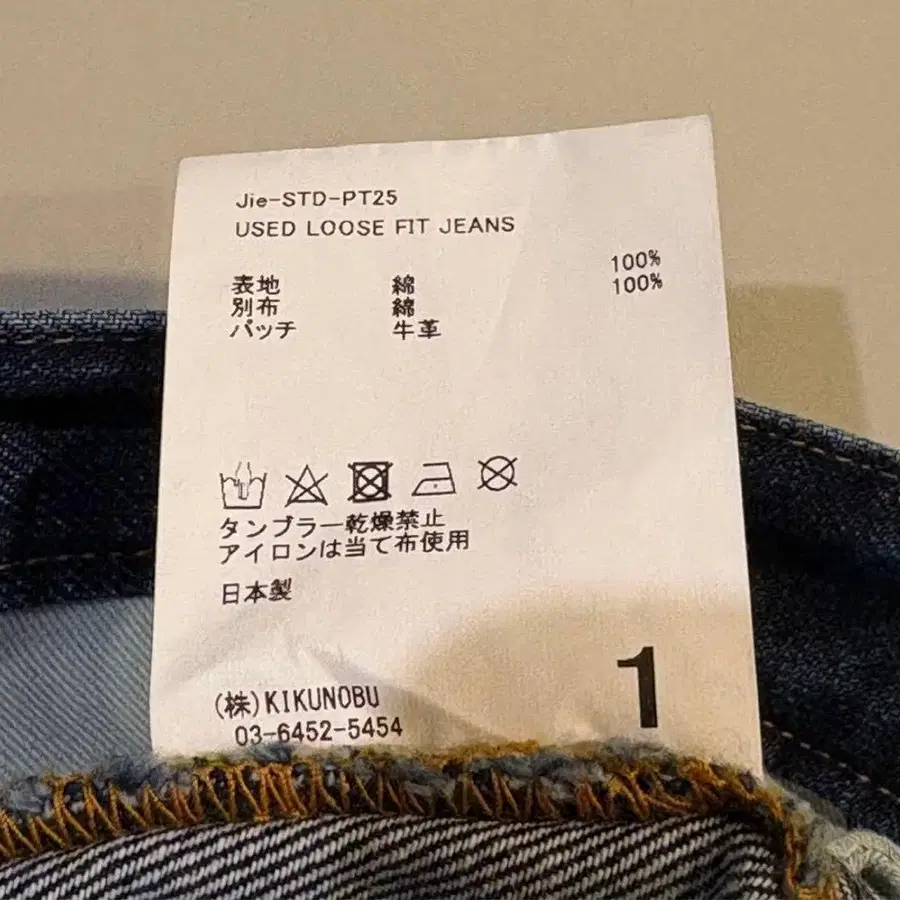 Jie-STD-PT25
USED LOOSE FIT JEANS
表地 綿 100%
別布 綿 100%
パッチ 牛革
タンブラー乾燥禁止
アイロンは当て布使用
日本製
(株)KIKUNOBU
03-6452-5454
1